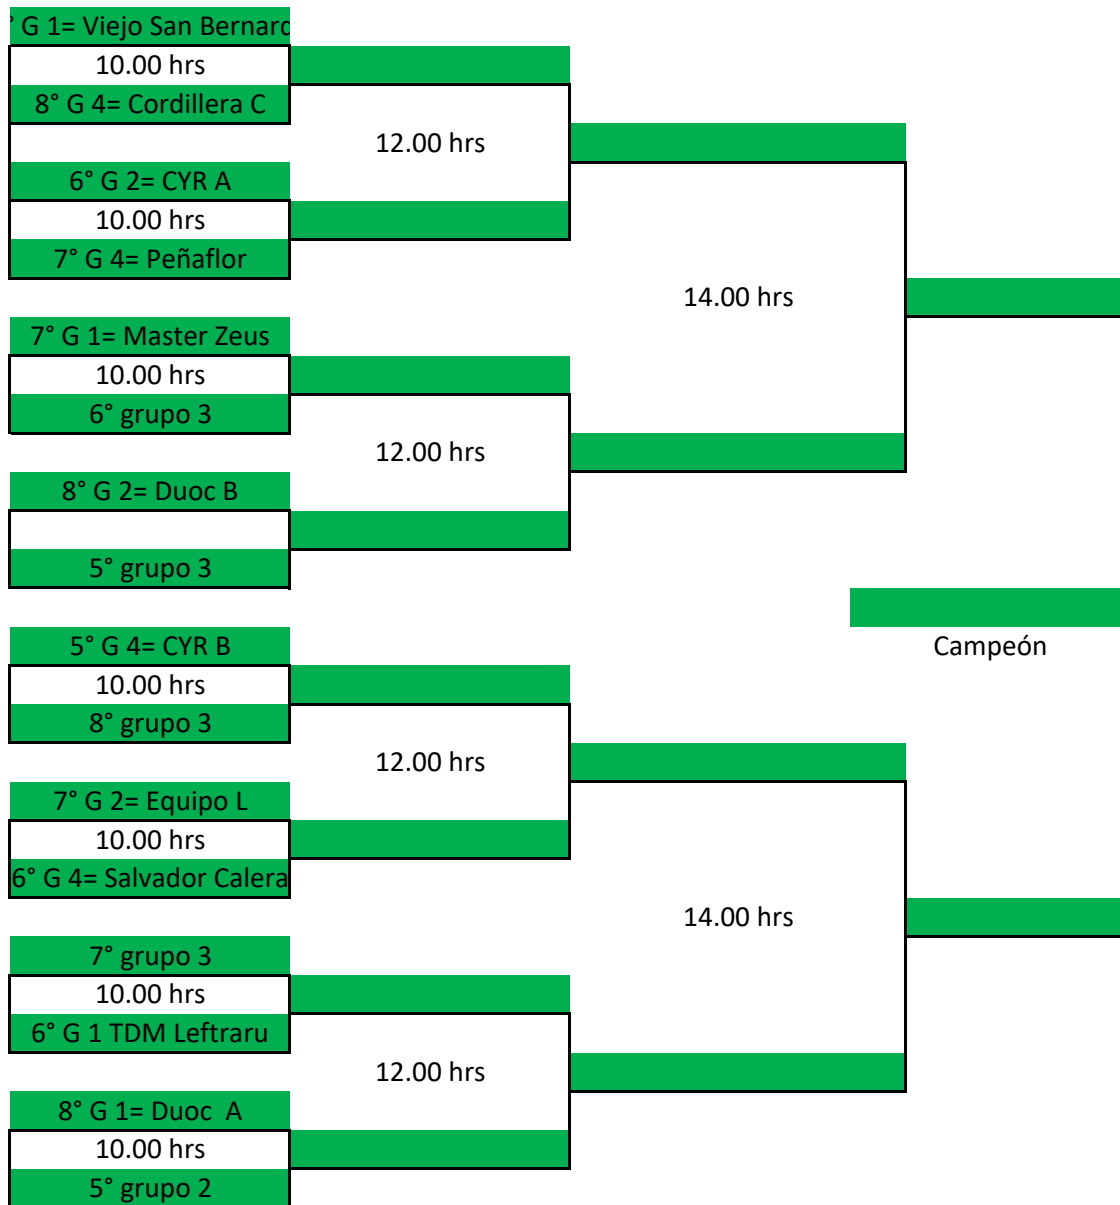 ° G 1= Viejo San Bernard
10.00 hrs
8° G 4= Cordillera C
12.00 hrs
6° G 2= CYR A
10.00 hrs
7° G 4= Peñaflor
14.00 hrs
7° G 1= Master Zeus
10.00 hrs
6° grupo 3
12.00 hrs
8° G 2= Duoc B
5° grupo 3
5° G 4= CYR B
Campeón
10.00 hrs
8° grupo 3
12.00 hrs
7° G 2= Equipo L
10.00 hrs
6° G 4= Salvador Calera
14.00 hrs
7° grupo 3
10.00 hrs
6° G 1 TDM Leftraru
12.00 hrs
8° G 1= Duoc  A
10.00 hrs
5° grupo 2